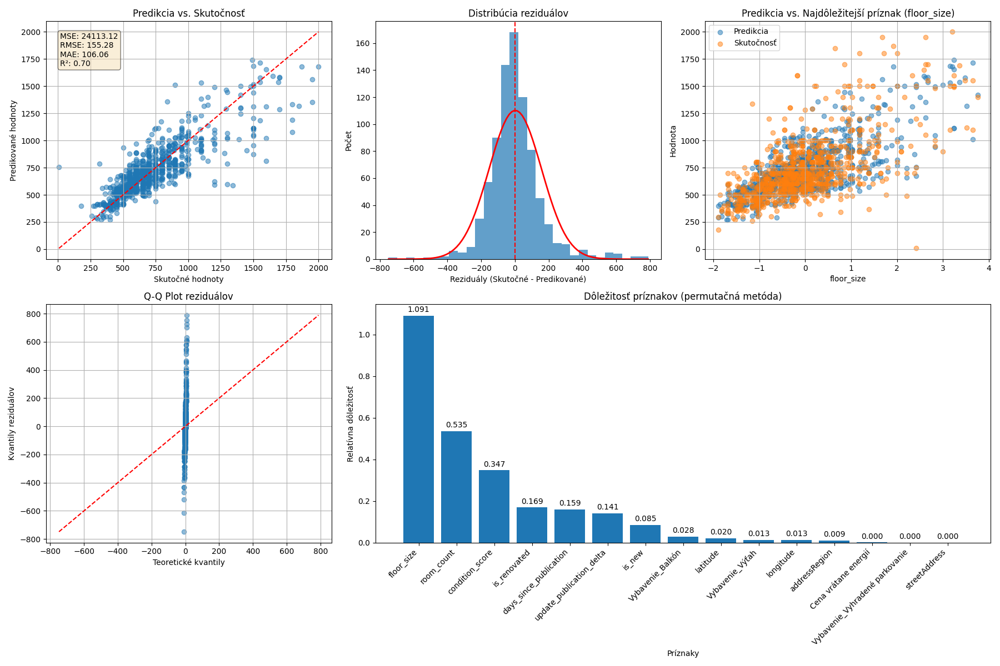 Predikcia vs. Skutočnosť
MSE: 24113.12
RMSE: 155.28
MAE: 106.06
R²: 0.70
Predikované hodnoty
2000
1750
1500
1250
1000
750
500
250
0
0 250 500 750 1000 1250 1500 1750 2000
Skutočné hodnoty
Distribúcia reziduálov
Počet
160
140
120
100
80
60
40
20
0
−800 −600 −400 −200 0 200 400 600 800
Reziduály (Skutočné - Predikované)
Predikcia vs. Najdôležitejší príznak (floor_size)
Predikcia
Skutočnosť
Hodnota
2000
1750
1500
1250
1000
750
500
250
0
−2 −1 0 1 2 3 4
floor_size
Q-Q Plot reziduálov
Kvantily reziduálov
800
600
400
200
0
−200
−400
−600
−800
−800 −600 −400 −200 0 200 400 600 800
Teoretické kvantily
Dôležitosť príznakov (permutačná metóda)
Relatívna dôležitosť
1.0
0.8
0.6
0.4
0.2
0.0
1.091
0.535
0.347
0.169
0.159
0.141
0.085
0.028
0.020
0.013
0.013
0.009
0.000
0.000
0.000
floor_size
room_count
condition_score
is_renovated
days_since_publication
update_publication_delta
is_new
Vybavenie_Balkón
latitude
Vybavenie_Výťah
longitude
addressRegion
Cena vrátane energií
Vybavenie_Vyhradené parkovanie
streetAddress
Príznaky